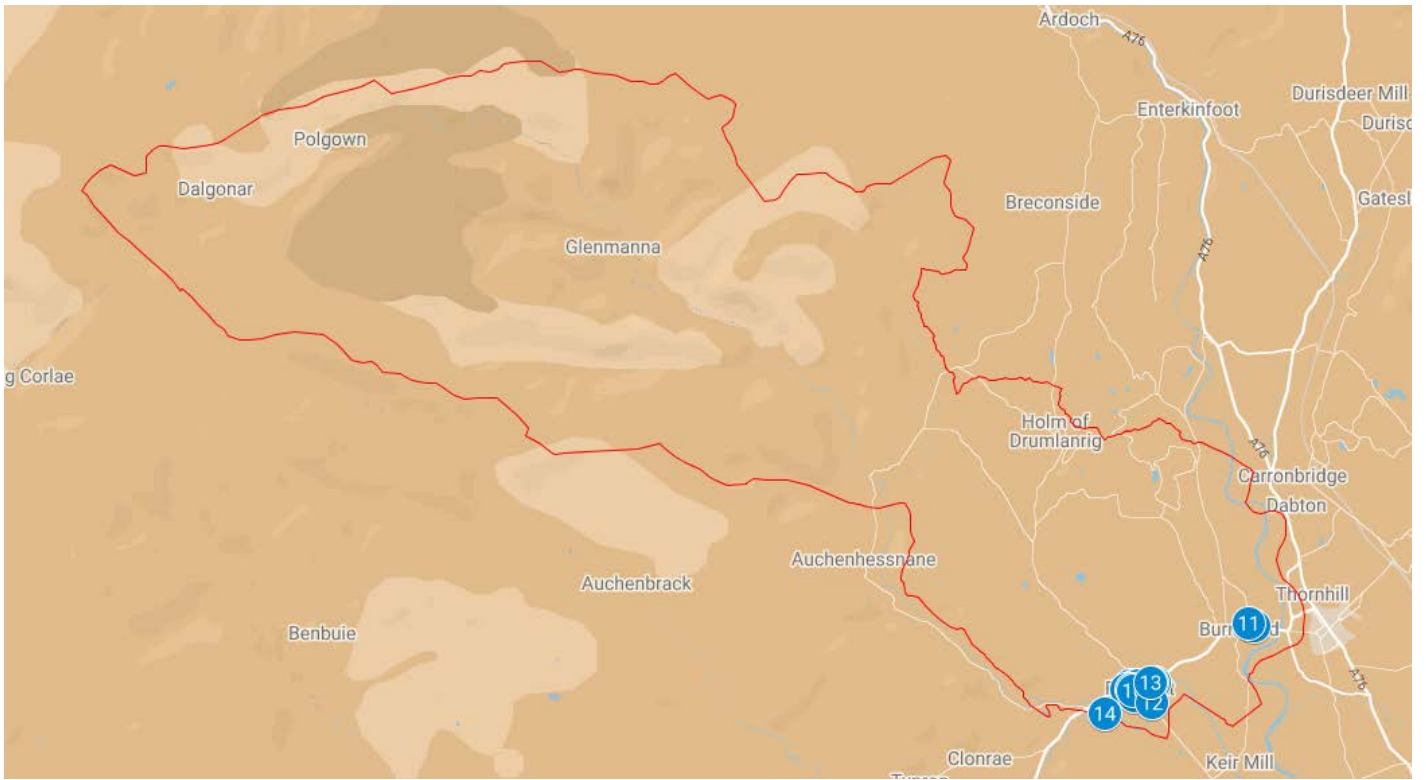 Ardoch
A76
Enterkinfoot
Durisdeer Mill
Polgown
Dalgonar
Breconside
Glenmanna
A76
g Corlae
Holm of
Drumlanrig
A76
Carronbridge
Dabton
Auchenhessnane
Auchenbrack
Thornhill
Benbuie
11
A76
13
12
14
Clonrae
Keir Mill